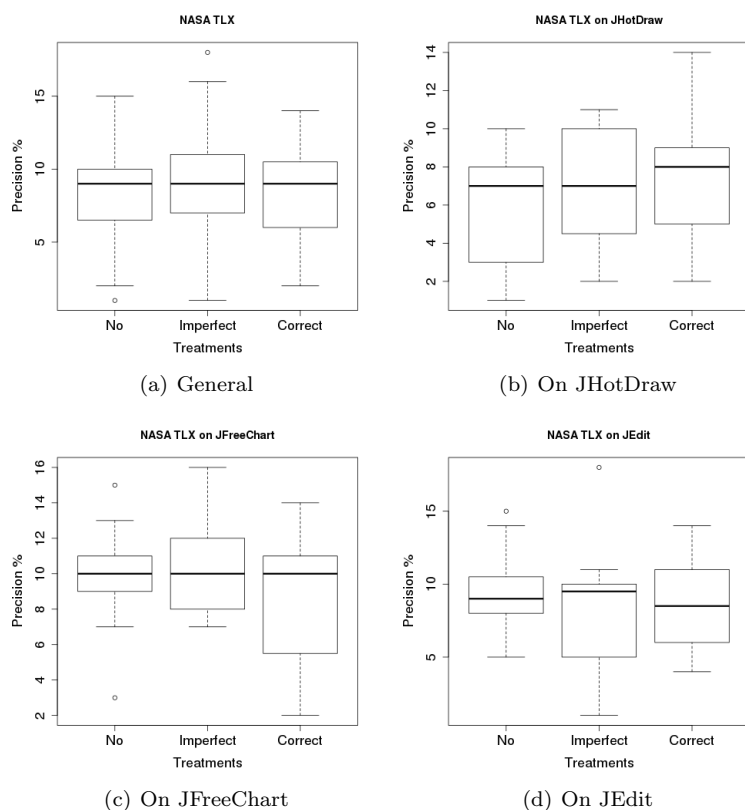 NASA TLX
Precision %
15
10
5
No Imperfect Correct
Treatments
(a) General
NASA TLX on JHotDraw
Precision %
14
12
10
8
6
4
2
No Imperfect Correct
Treatments
(b) On JHotDraw
NASA TLX on JFreeChart
Precision %
16
14
12
10
8
6
4
2
No Imperfect Correct
Treatments
(c) On JFreeChart
NASA TLX on JEdit
Precision %
15
10
5
No Imperfect Correct
Treatments
(d) On JEdit